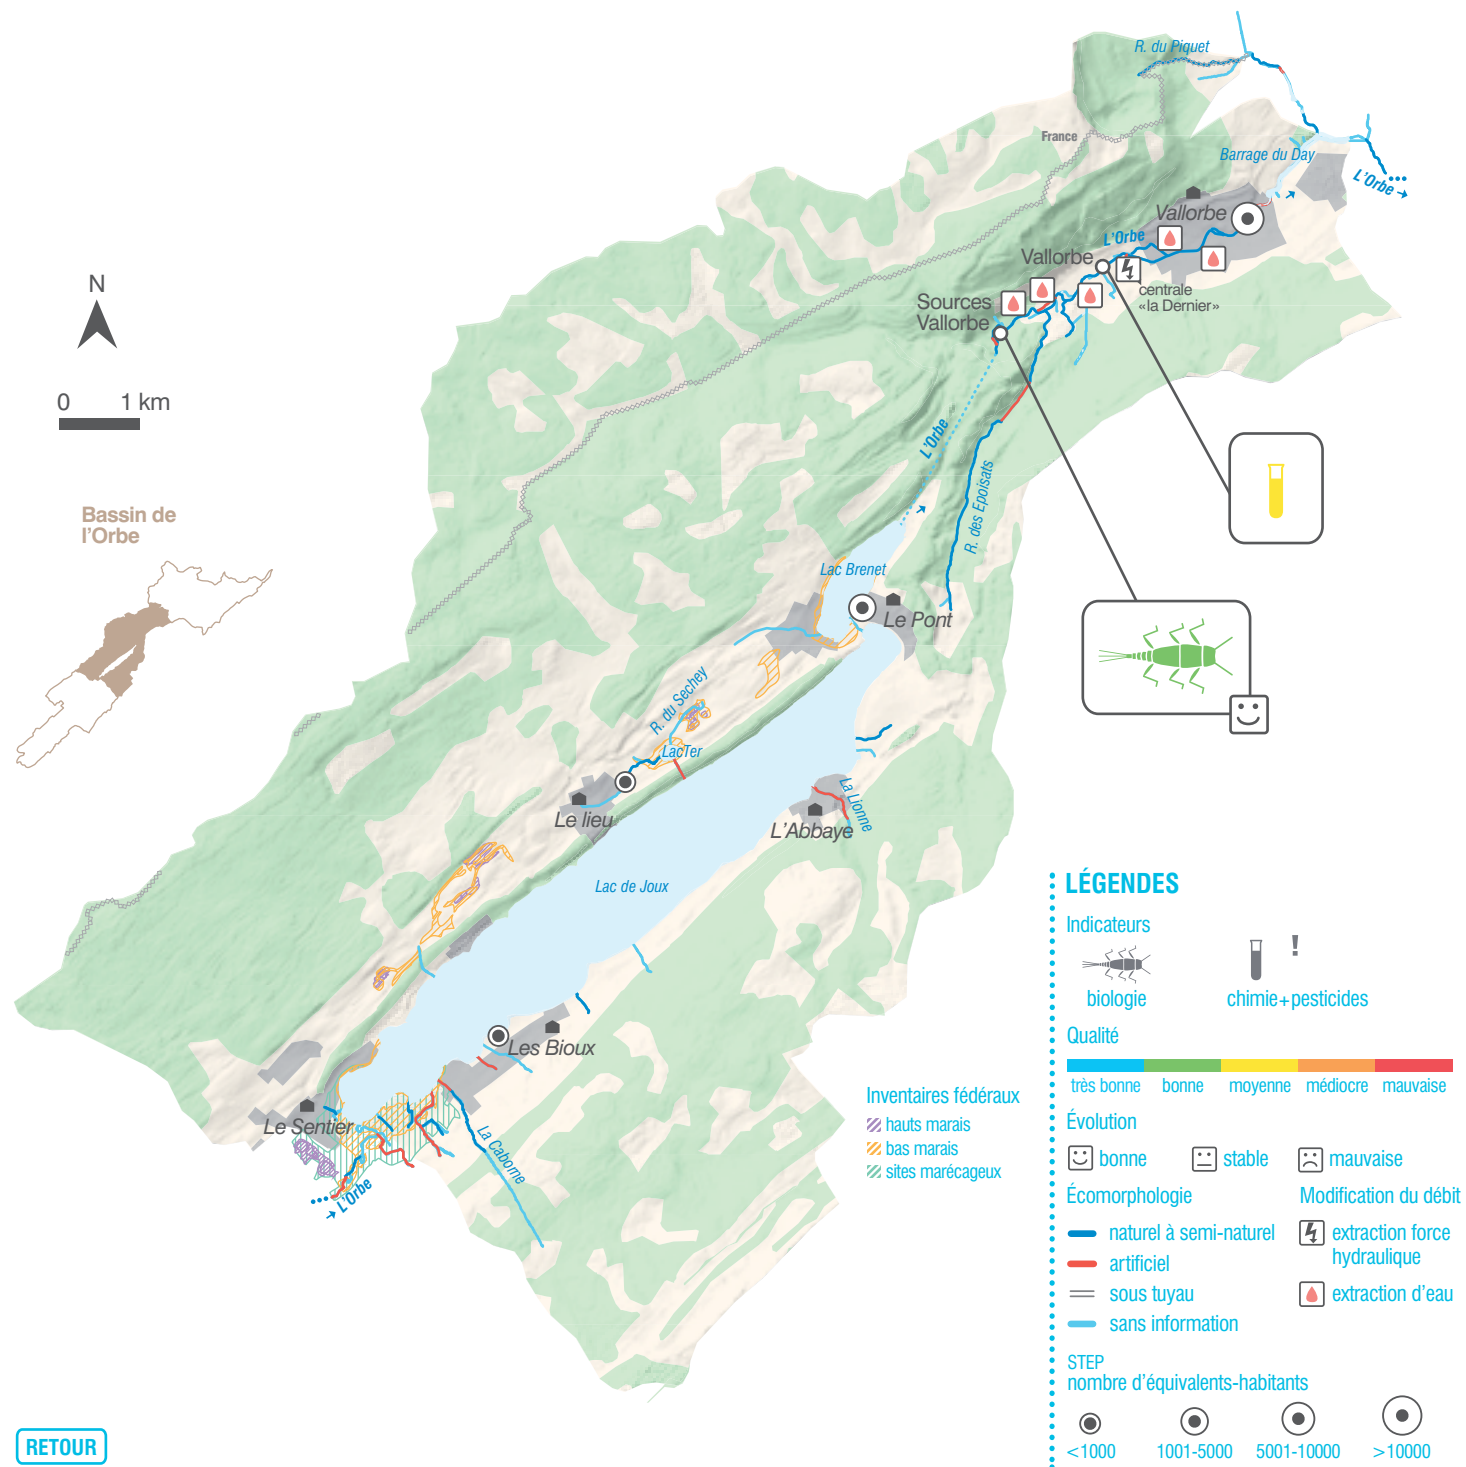 R. du Piquet
France
Barrage du Day
L'Orbe
Vallorbe
L'Orbe
Vallorbe
centrale
«la Dernier»
Sources
Vallorbe
N
0 1 km
L'Orbe
R. des Epoisats
Bassin de
l'Orbe
Lac Brenet
Le Pont
R. du Sechey
LacTer
Le lieu
La Lionne
L'Abbaye
Lac de Joux
Les Bioux
Le Sentier
La Caborne
L'Orbe
Inventaires fédéraux
hauts marais
bas marais
sites marécageux
LÉGENDES
Indicateurs
!
biologie
chimie+pesticides
Qualité
très bonne bonne moyenne médiocre mauvaise
Évolution
bonne stable mauvaise
Écomorphologie
naturel à semi-naturel
artificiel
sous tuyau
sans information
Modification du débit
extraction force
hydraulique
extraction d'eau
STEP
nombre d'équivalents-habitants
<1000 1001-5000 5001-10000 >10000
RETOUR